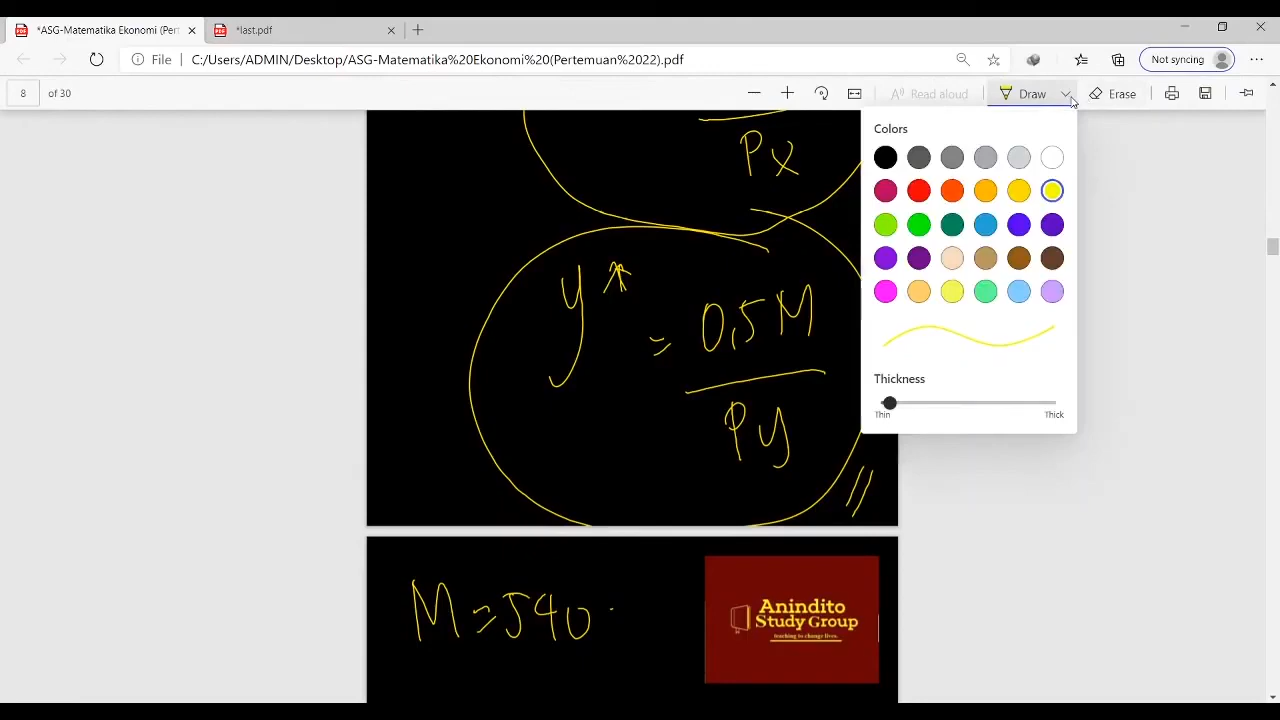 *ASG-Matematika Ekonomi (Pert
*last.pdf
File
C:/Users/ADMIN/Desktop/ASG-Matematika%20Ekonomi%20(Pertemuan%2022).pdf
Not syncing
8 of 30
Read aloud
Draw
Erase
Colors
Thickness
Thin
Thick
Px
y* = 0,5M
Py
M = 540
Anindito
Study Group
teaching to change lives.